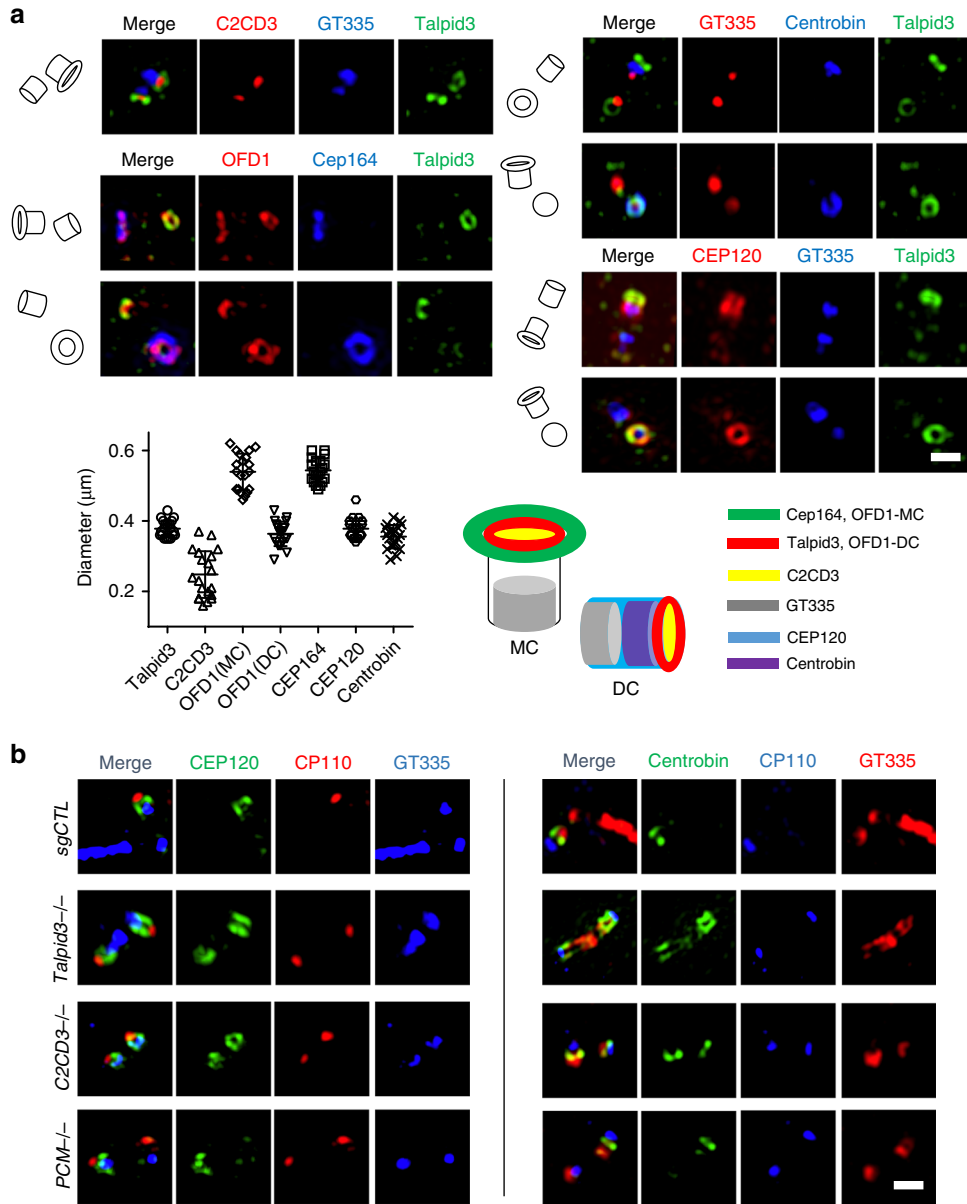 a
Merge C2CD3 GT335 Talpid3
Merge OFD1 Cep164 Talpid3
Merge GT335 Centrobin Talpid3
Merge CEP120 GT335 Talpid3
Diameter (μm)
0.6
0.4
0.2
Talpid3
C2CD3
OFD1(MC)
OFD1(DC)
CEP164
CEP120
Centrobin
MC
DC
Cep164, OFD1-MC
Talpid3, OFD1-DC
C2CD3
GT335
CEP120
Centrobin
b
Merge CEP120 CP110 GT335
Merge Centrobin CP110 GT335
sgCTL
Talpid3–/–
C2CD3–/–
PCM–/–